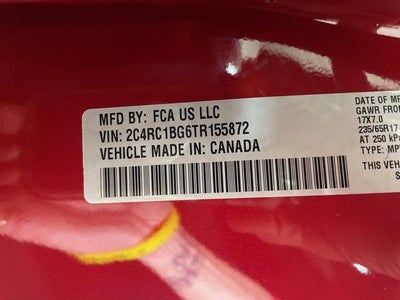 MFD BY: FCA US LLC
VIN: 2C4RC1BG6TR155872
VEHICLE MADE IN: CANADA
DATE OF M
GAWR FRON
17X7.0
235/65R17
AT 250 kPa
TYPE: MP
THIS VEH